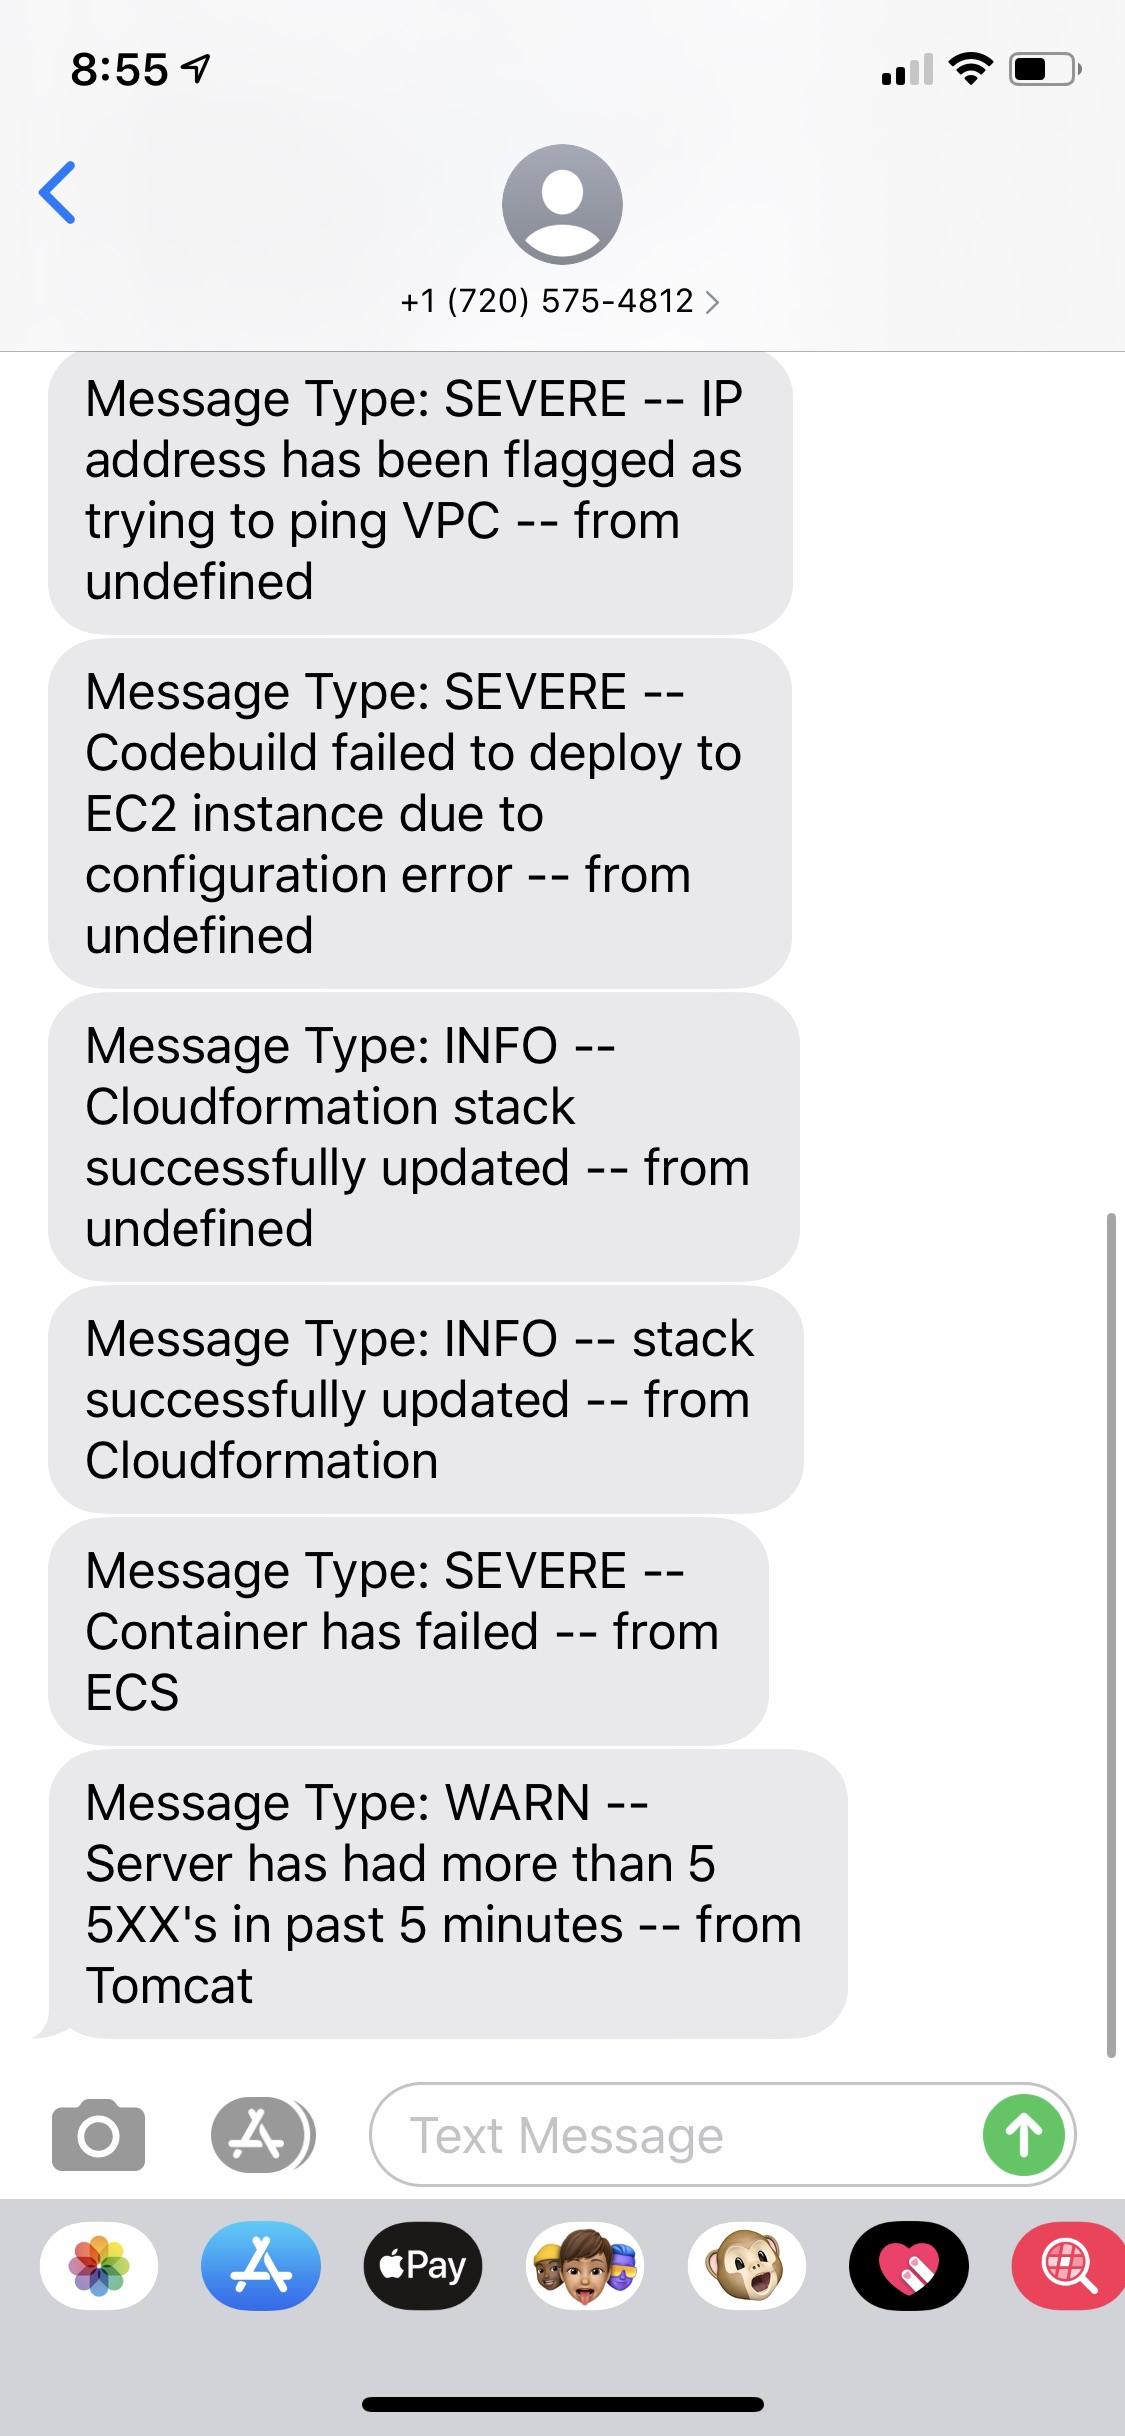 8:55
+1 (720) 575-4812
Message Type: SEVERE -- IP
address has been flagged as
trying to ping VPC -- from
undefined
Message Type: SEVERE --
Codebuild failed to deploy to
EC2 instance due to
configuration error -- from
undefined
Message Type: INFO --
Cloudformation stack
successfully updated -- from
undefined
Message Type: INFO -- stack
successfully updated -- from
Cloudformation
Message Type: SEVERE --
Container has failed -- from
ECS
Message Type: WARN --
Server has had more than 5
5XX's in past 5 minutes -- from
Tomcat
Text Message
Pay